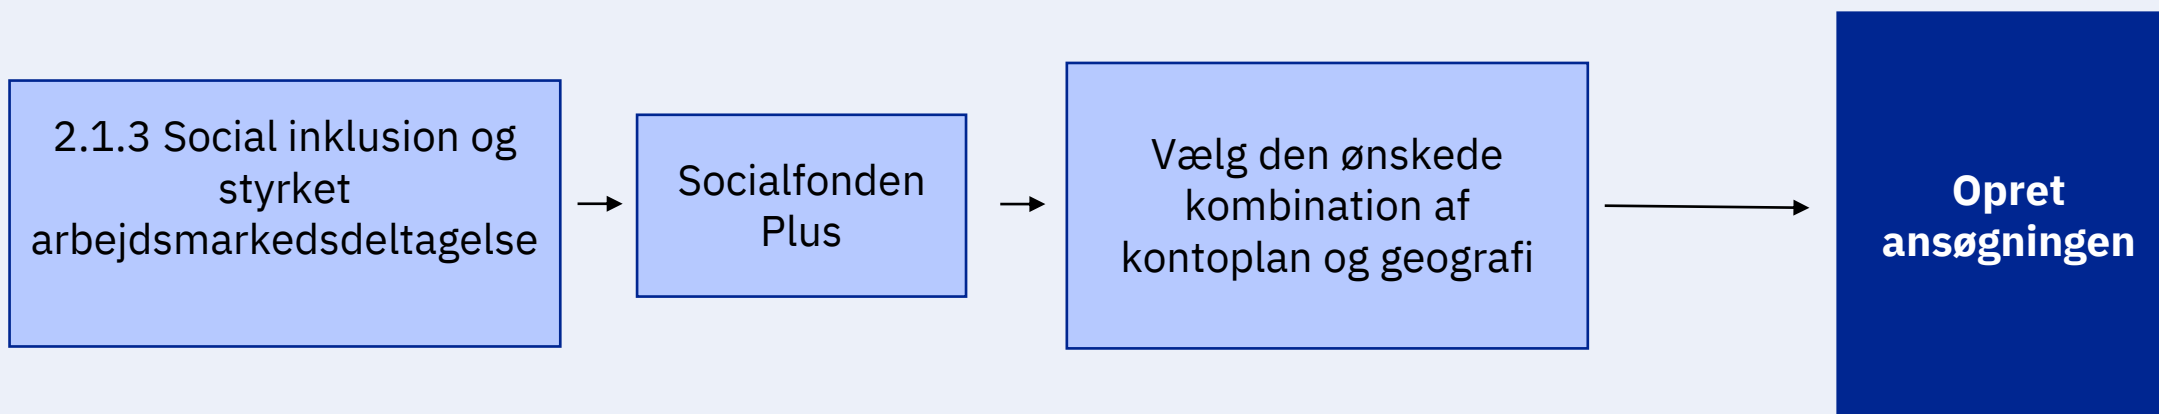 2.1.3 Social inklusion og
styrket
arbejdsmarkedsdeltagelse
Socialfonden
Plus
Vælg den ønskede
kombination af
kontoplan og geografi
Opret
ansøgningen